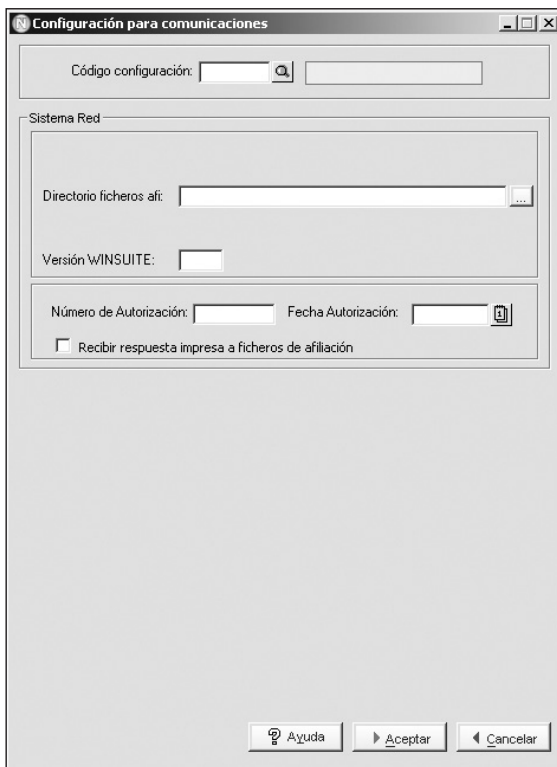 N Configuración para comunicaciones
Código configuración:
Sistema Red
Directorio ficheros afi:
...
Versión WINSUITE:
Número de Autorización: Fecha Autorización: 1
Recibir respuesta impresa a ficheros de afiliación
? Ayuda Aceptar Cancelar